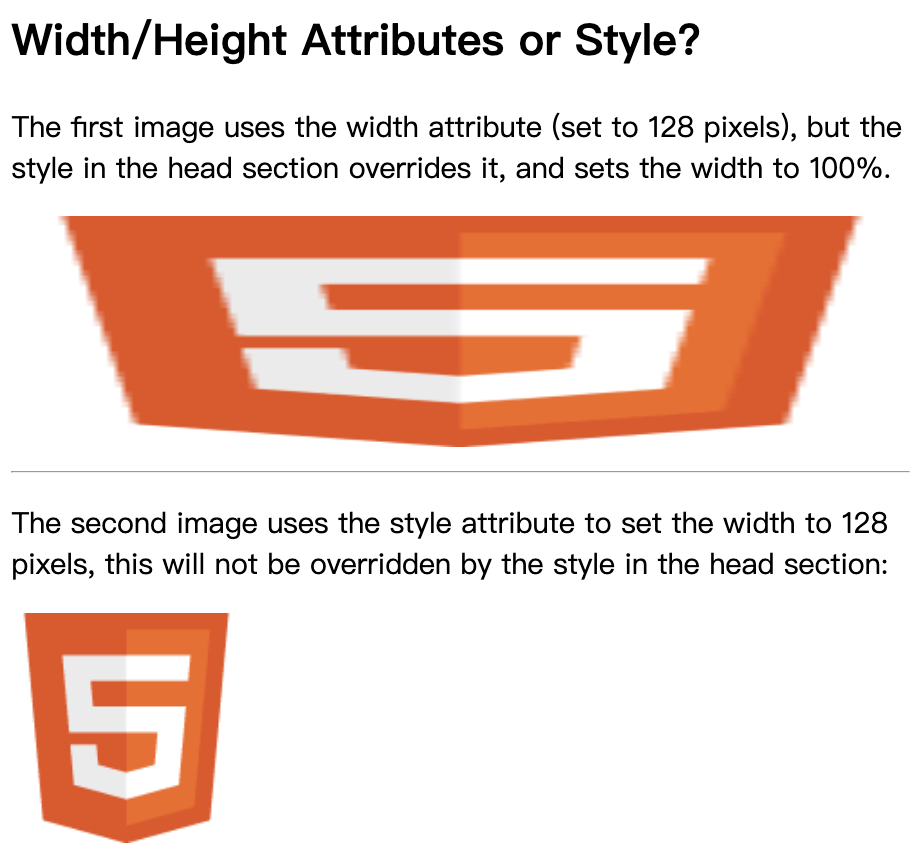 Width/Height Attributes or Style?
The first image uses the width attribute (set to 128 pixels), but the
style in the head section overrides it, and sets the width to 100%.
5
The second image uses the style attribute to set the width to 128
pixels, this will not be overridden by the style in the head section:
5